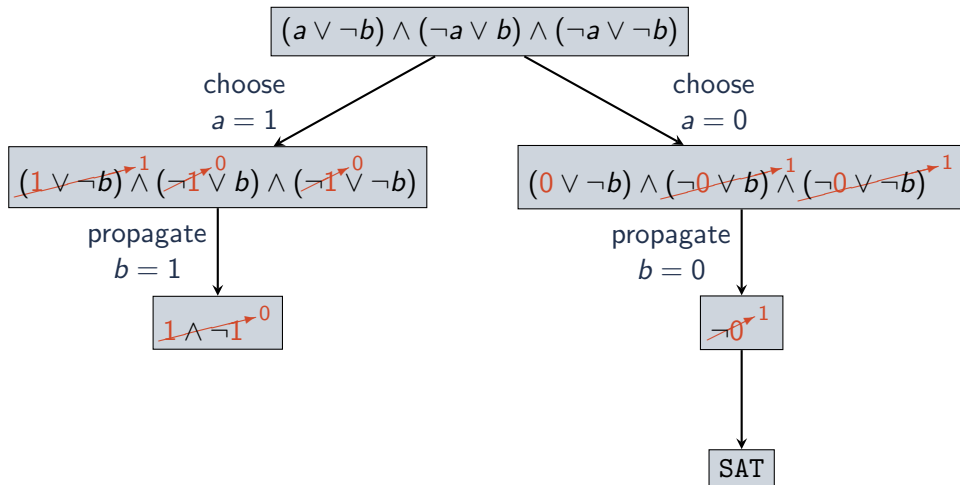 (a ∨ ¬b) ∧ (¬a ∨ b) ∧ (¬a ∨ ¬b)
choose
a = 1
choose
a = 0
(1 ∨ ¬b) 1 ∧ (¬1 0 ∨ b) ∧ (¬1 0 ∨ ¬b)
(0 ∨ ¬b) ∧ (¬0 ∨ b) 1 ∧ (¬0 ∨ ¬b) 1
propagate
b = 1
propagate
b = 0
1 ∧ ¬1 0
¬0 1
SAT